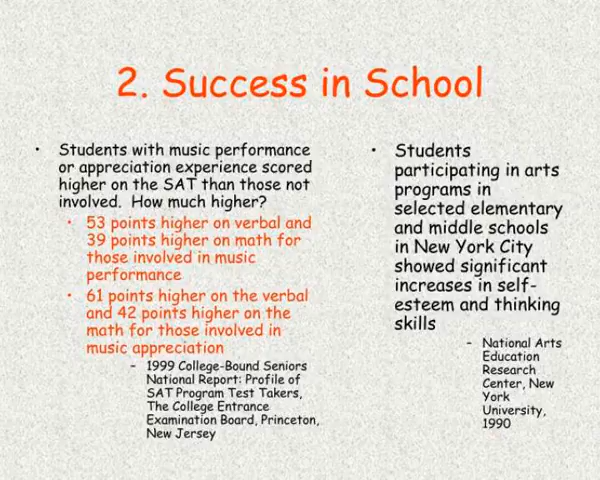 2. Success in School
• Students with music performance
or appreciation experience scored
higher on the SAT than those not
involved. How much higher?
• 53 points higher on verbal and
39 points higher on math for
those involved in music
performance
• 61 points higher on the verbal
and 42 points higher on the
math for those involved in
music appreciation
– 1999 College-Bound Seniors
National Report: Profile of
SAT Program Test Takers,
The College Entrance
Examination Board, Princeton,
New Jersey
• Students
participating in arts
programs in
selected elementary
and middle schools
in New York City
showed significant
increases in self-
esteem and thinking
skills
– National Arts
Education
Research
Center, New
York
University,
1990